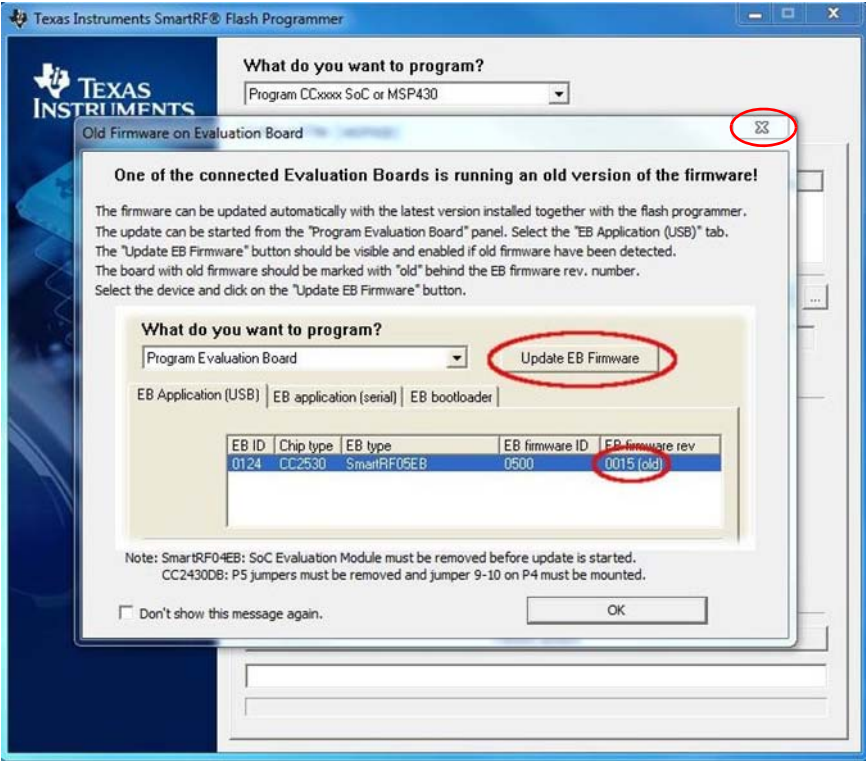 Texas Instruments SmartRF® Flash Programmer
TEXAS
INSTRUMENTS
What do you want to program?
Program CCxxxx SoC or MSP430
Old Firmware on Evaluation Board
One of the connected Evaluation Boards is running an old version of the firmware!
The firmware can be updated automatically with the latest version installed together with the flash programmer.
The update can be started from the "Program Evaluation Board" panel. Select the "EB Application (USB)" tab.
The "Update EB Firmware" button should be visible and enabled if old firmware have been detected.
The board with old firmware should be marked with "old" behind the EB firmware rev. number.
Select the device and click on the "Update EB Firmware" button.
...
What do you want to program?
Program Evaluation Board
Update EB Firmware
EB Application (USB) EB application (serial) EB bootloader
EB ID Chip type EB type EB firmware ID EB firmware rev
0124 CC2530 SmartRF05EB 0500 0015 (old)
Note: SmartRF04EB: SoC Evaluation Module must be removed before update is started.
CC2430DB: P5 jumpers must be removed and jumper 9-10 on P4 must be mounted.
Don't show this message again.
OK